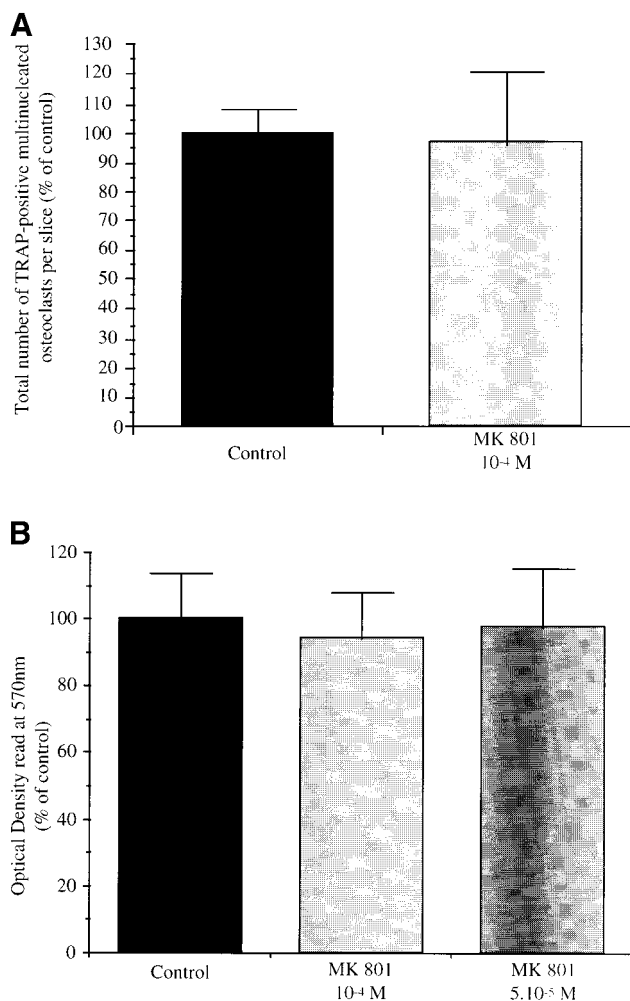 A
Total number of TRAP-positive multinucleated
osteoclasts per slice (% of control)
130
120
110
100
90
80
70
60
50
40
30
20
10
0
Control
MK 801
10-4 M
B
Optical Density read at 570nm
(% of control)
120
100
80
60
40
20
0
Control
MK 801
10-4 M
MK 801
5.10-5 M